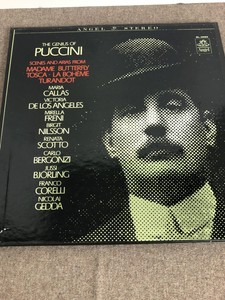 ANGEL STEREO
THE GENIUS OF
PUCCINI
SCENES AND ARIAS FROM
MADAME BUTTERFLY
TOSCA · LA BOHÈME
TURANDOT
MARIA
CALLAS
VICTORIA
DE LOS ANGELES
MIRELLA
FRENI
BIRGIT
NILSSON
RENATA
SCOTTO
CARLO
BERGONZI
JUSSI
BJORLING
FRANCO
CORELLI
NICOLAI
GEDDA